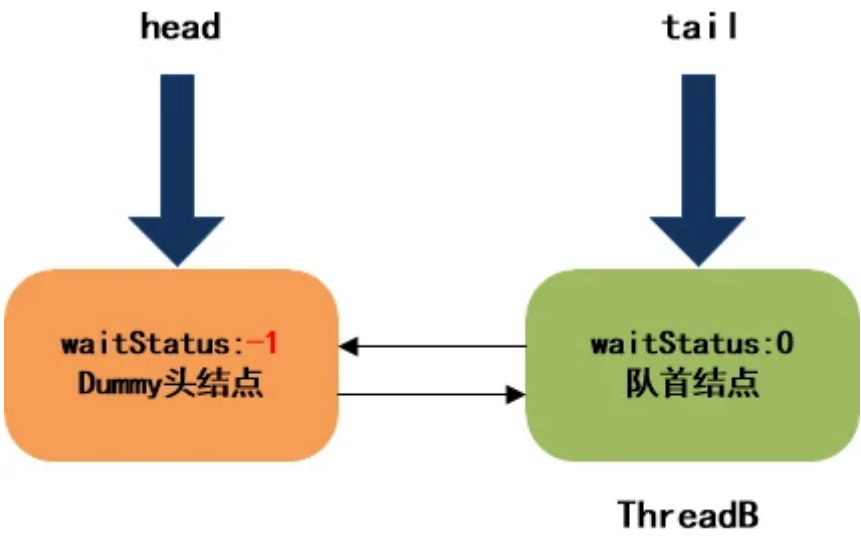 head
tail
waitStatus:-1
Dummy头结点
waitStatus:0
队首结点
ThreadB